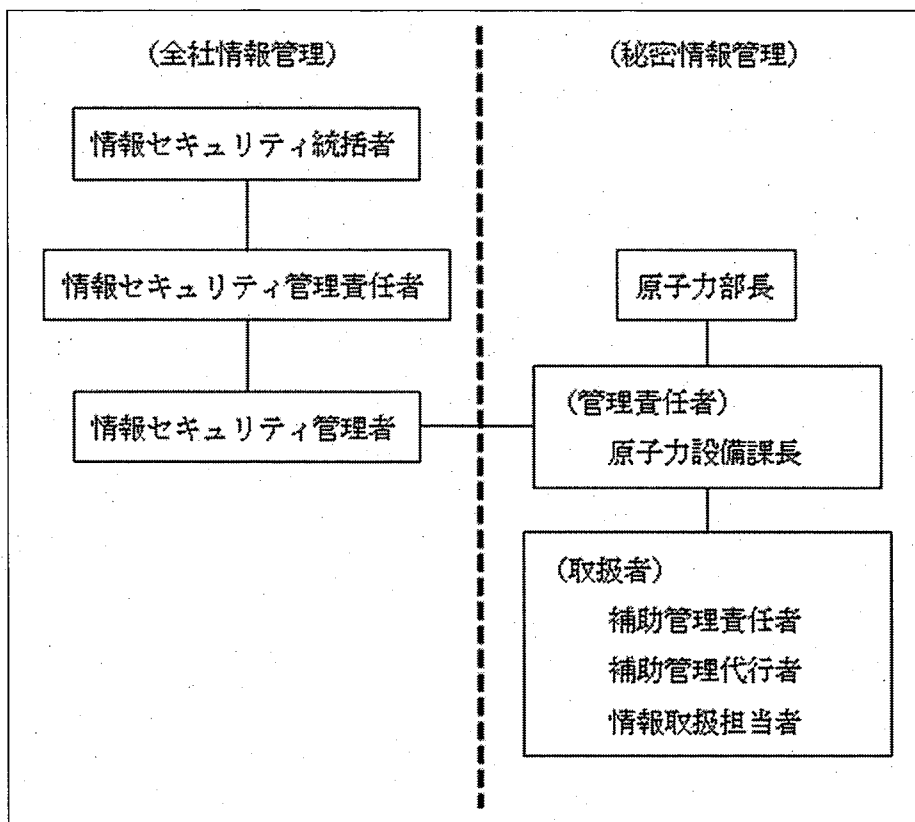 (全社情報管理)
情報セキュリティ統括者
情報セキュリティ管理責任者
情報セキュリティ管理者
(秘密情報管理)
原子力部長
(管理責任者)
原子力設備課長
(取扱者)
補助管理責任者
補助管理代行者
情報取扱担当者